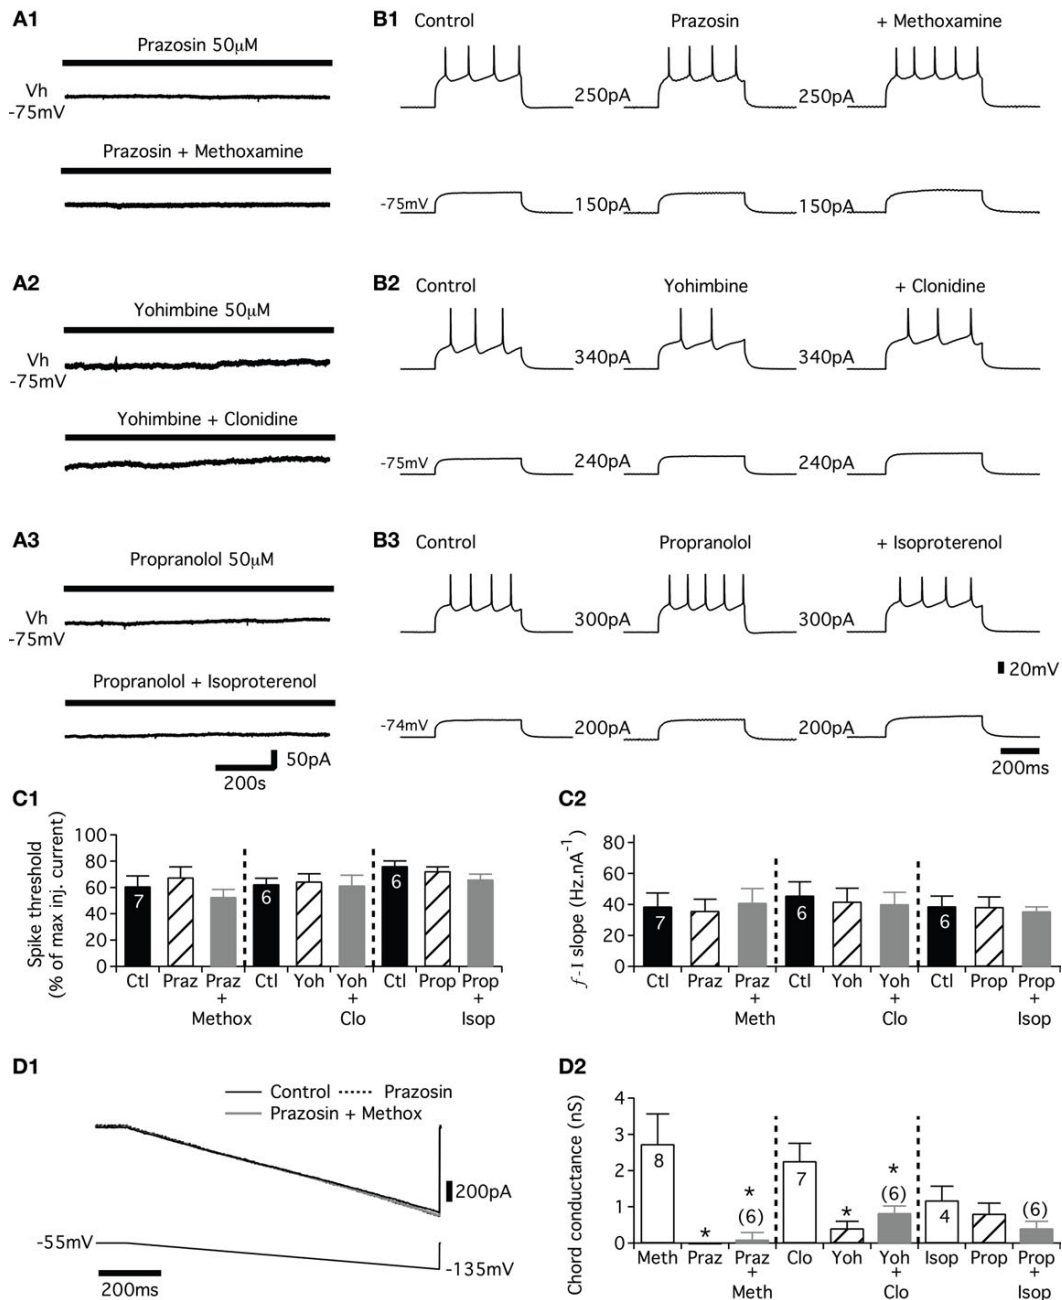 A1
Prazosin 50μM
Vh
-75mV
Prazosin + Methoxamine
B1
Control
Prazosin
+ Methoxamine
250pA
250pA
-75mV
150pA
150pA
A2
Yohimbine 50μM
Vh
-75mV
Yohimbine + Clonidine
B2
Control
Yohimbine
+ Clonidine
340pA
340pA
-75mV
240pA
240pA
A3
Propranolol 50μM
Vh
-75mV
Propranolol + Isoproterenol
50pA
200s
B3
Control
Propranolol
+ Isoproterenol
300pA
300pA
20mV
-74mV
200pA
200pA
200ms
C1
Spike threshold
(% of max inj. current)
100
80
60
40
20
0
7
6
6
Ctl Praz Praz Ctl Yoh Yoh Ctl Prop Prop
+ + +
Methox Clo Isop
C2
f-I slope (Hz.nA⁻¹)
80
60
40
20
0
7
6
6
Ctl Praz Praz Ctl Yoh Yoh Ctl Prop Prop
+ + +
Meth Clo Isop
D1
Control Prazosin
Prazosin + Methox
200pA
-55mV
-135mV
200ms
D2
Chord conductance (nS)
4
3
2
1
0
8
*
*
(6)
7
*
*
(6)
4
(6)
Meth Praz Praz Clo Yoh Yoh Isop Prop Prop
+ + +
Meth Clo Isop